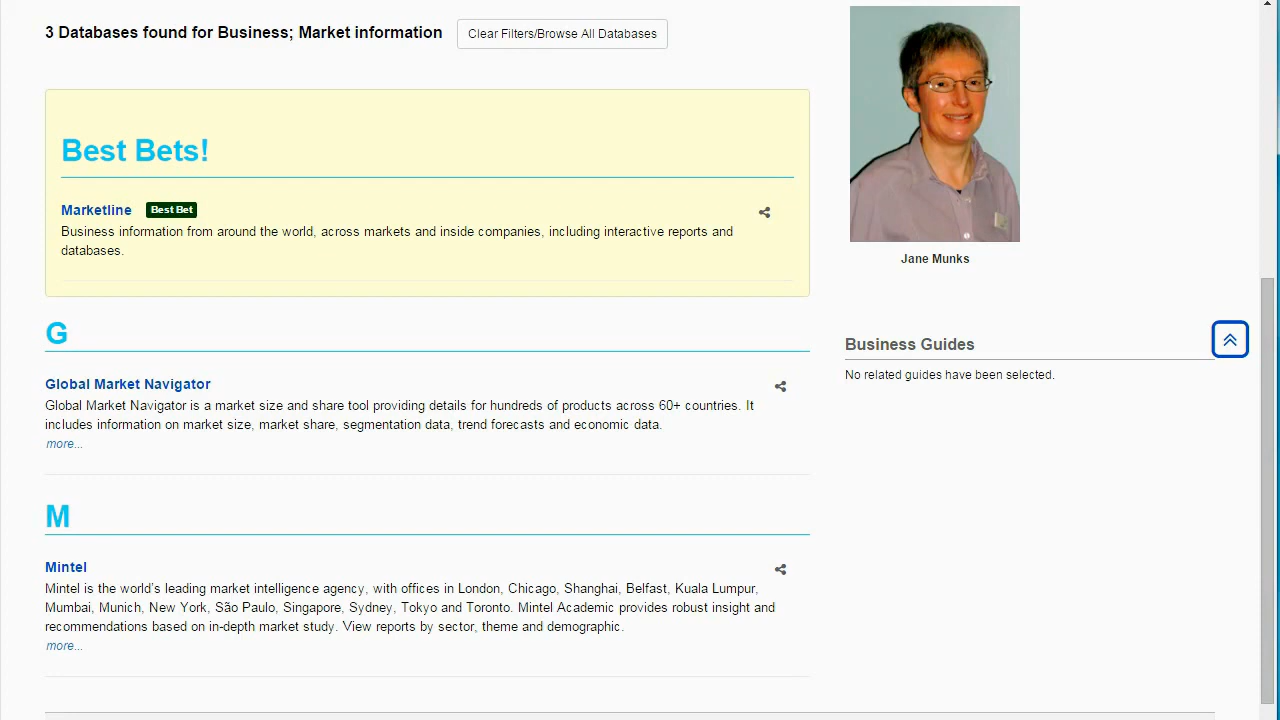 3 Databases found for Business; Market information
Clear Filters/Browse All Databases
Best Bets!
Marketline Best Bet
Business information from around the world, across markets and inside companies, including interactive reports and
databases.
G
Global Market Navigator
Global Market Navigator is a market size and share tool providing details for hundreds of products across 60+ countries. It
includes information on market size, market share, segmentation data, trend forecasts and economic data.
more...
M
Mintel
Mintel is the world’s leading market intelligence agency, with offices in London, Chicago, Shanghai, Belfast, Kuala Lumpur,
Mumbai, Munich, New York, São Paulo, Singapore, Sydney, Tokyo and Toronto. Mintel Academic provides robust insight and
recommendations based on in-depth market study. View reports by sector, theme and demographic.
more...
Jane Munks
Business Guides
No related guides have been selected.